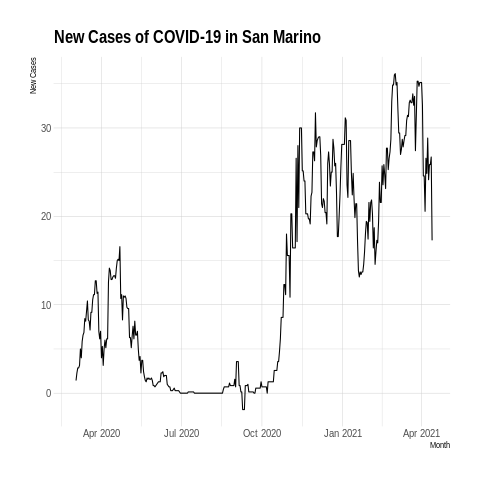 New Cases of COVID-19 in San Marino
New Cases
30
20
10
0
Apr 2020 Jul 2020 Oct 2020 Jan 2021 Apr 2021
Month